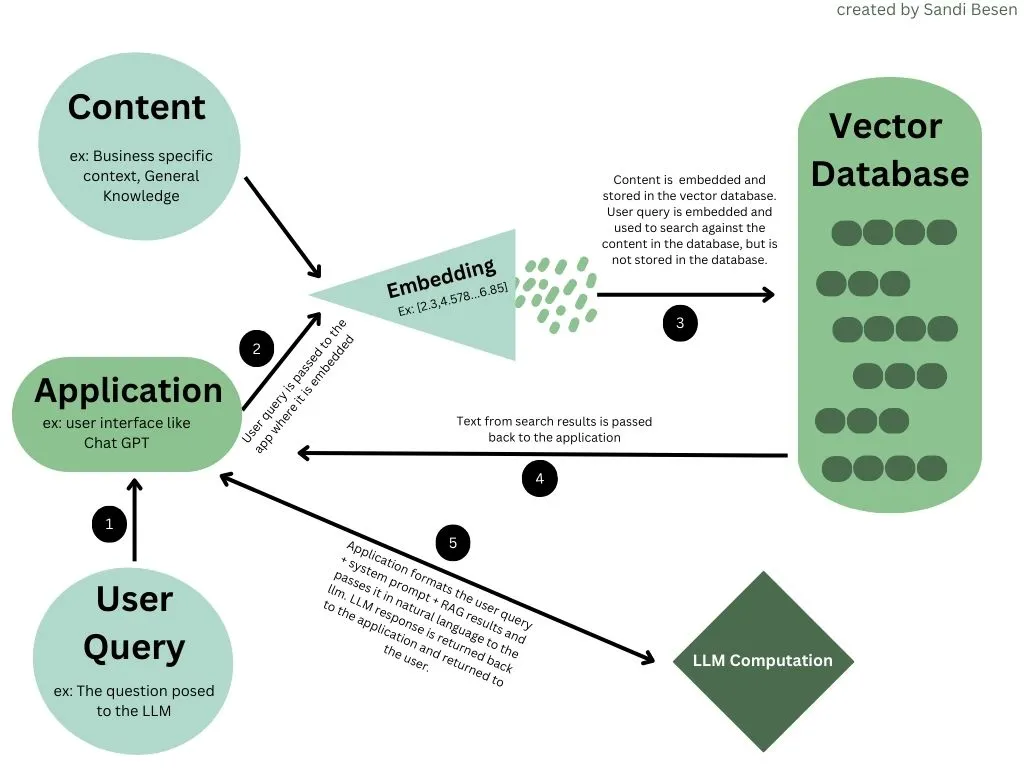 created by Sandi Besen
Content
ex: Business specific
context, General
Knowledge
Vector
Database
Content is embedded and
stored in the vector database.
User query is embedded and
used to search against the
content in the database, but is
not stored in the database.
Embedding
Ex: [2.3,4.578...6.85]
3
2
User query is passed to the
app where it is embedded
Application
ex: user interface like
Chat GPT
Text from search results is passed
back to the application
4
1
5
Application formats the user query
+ system prompt + RAG results and
passes it in natural language to the
llm. LLM response is returned back
to the application and returned to
the user.
User
Query
ex: The question posed
to the LLM
LLM Computation